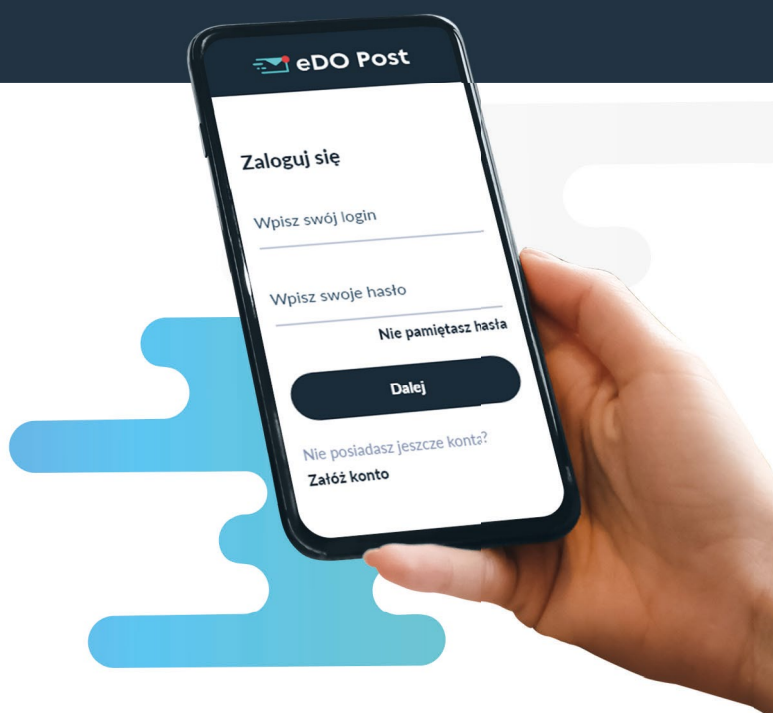 eDO Post
Zaloguj się
Wpisz swój login
Wpisz swoje hasło
Nie pamiętasz hasła
Dalej
Nie posiadasz jeszcze konta?
Załóż konto